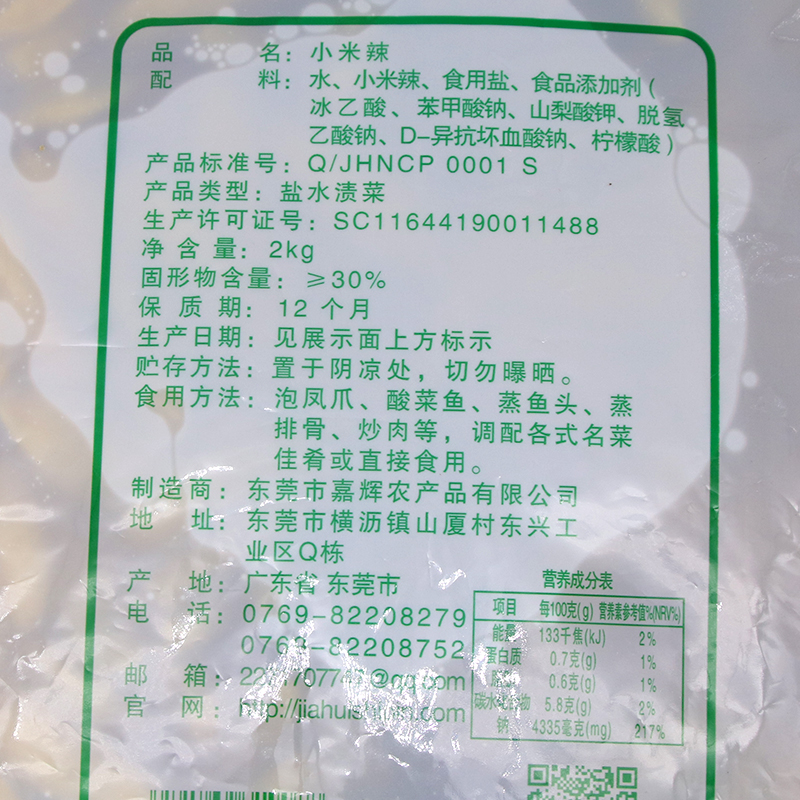 品 名：小米辣
配 料：水、小米辣、食用盐、食品添加剂（
冰乙酸、苯甲酸钠、山梨酸钾、脱氢
乙酸钠、D-异抗坏血酸钠、柠檬酸）
产品标准号：Q/JHNCP 0001 S
产品类型：盐水渍菜
生产许可证号：SC11644190011488
净 含 量：2kg
固形物含量：≥30%
保 质 期：12 个月
生产日期：见展示面上方标示
贮存方法：置于阴凉处，切勿曝晒。
食用方法：泡凤爪、酸菜鱼、蒸鱼头、蒸
排骨、炒肉等，调配各式名菜
佳肴或直接食用。
制造商：东莞市嘉辉农产品有限公司
地 址：东莞市横沥镇山厦村东兴工
业区Q栋
产 地：广东省 东莞市
电 话：0769-82208279
0769-82208752
邮 箱：@qq.com
官 网：
营养成分表
项目 每100克(g) 营养素参考值%(NRV%)
能量 133千焦(kJ) 2%
蛋白质 0.7克(g) 1%
脂肪 0.6克(g) 1%
碳水化合物 5.8克(g) 2%
钠 4335毫克(mg) 217%